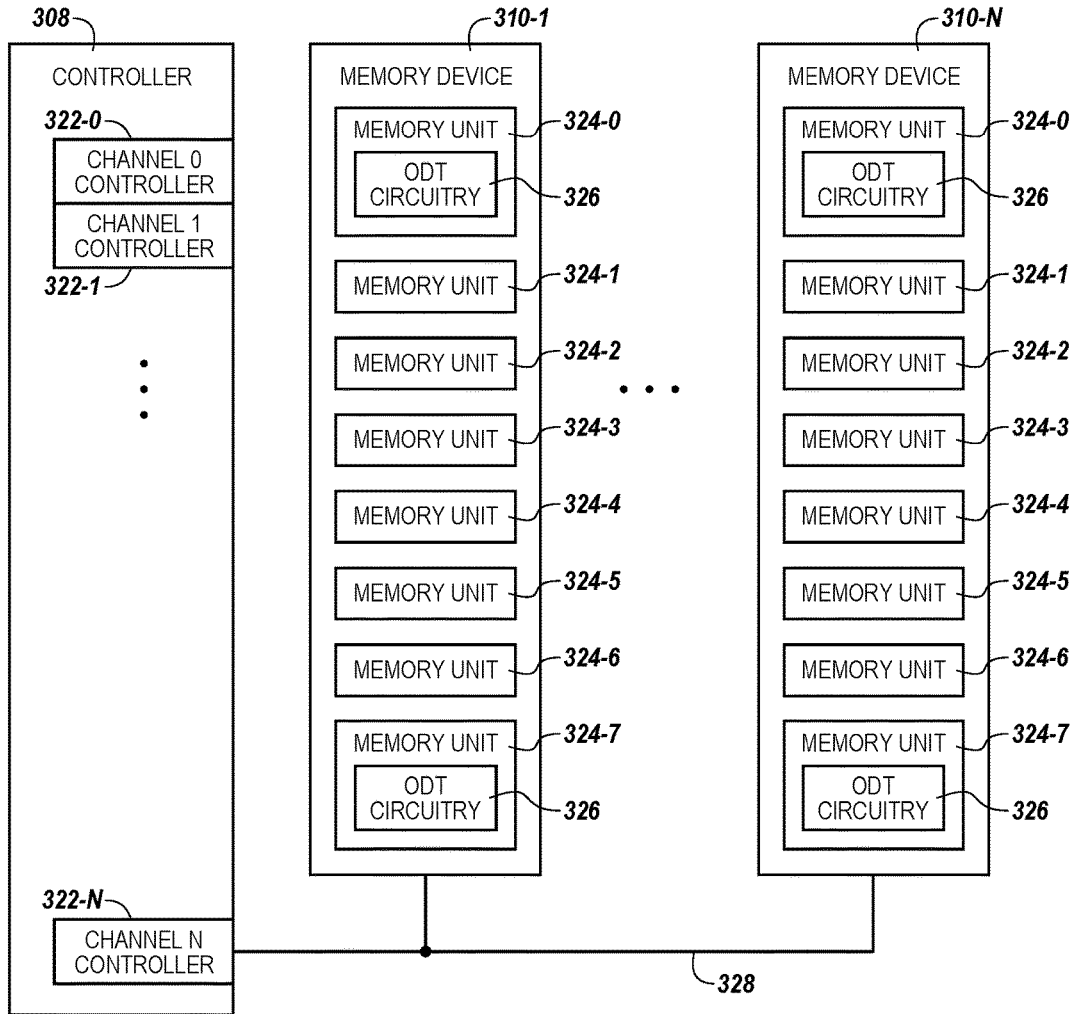 308
310-1
310-N
CONTROLLER
322-0
CHANNEL 0
CONTROLLER
CHANNEL 1
CONTROLLER
322-1
322-N
CHANNEL N
CONTROLLER
MEMORY DEVICE
MEMORY UNIT
324-0
ODT
CIRCUITRY
326
MEMORY UNIT
324-1
MEMORY UNIT
324-2
MEMORY UNIT
324-3
MEMORY UNIT
324-4
MEMORY UNIT
324-5
MEMORY UNIT
324-6
MEMORY UNIT
324-7
ODT
CIRCUITRY
326
MEMORY DEVICE
MEMORY UNIT
324-0
ODT
CIRCUITRY
326
MEMORY UNIT
324-1
MEMORY UNIT
324-2
MEMORY UNIT
324-3
MEMORY UNIT
324-4
MEMORY UNIT
324-5
MEMORY UNIT
324-6
MEMORY UNIT
324-7
ODT
CIRCUITRY
326
328